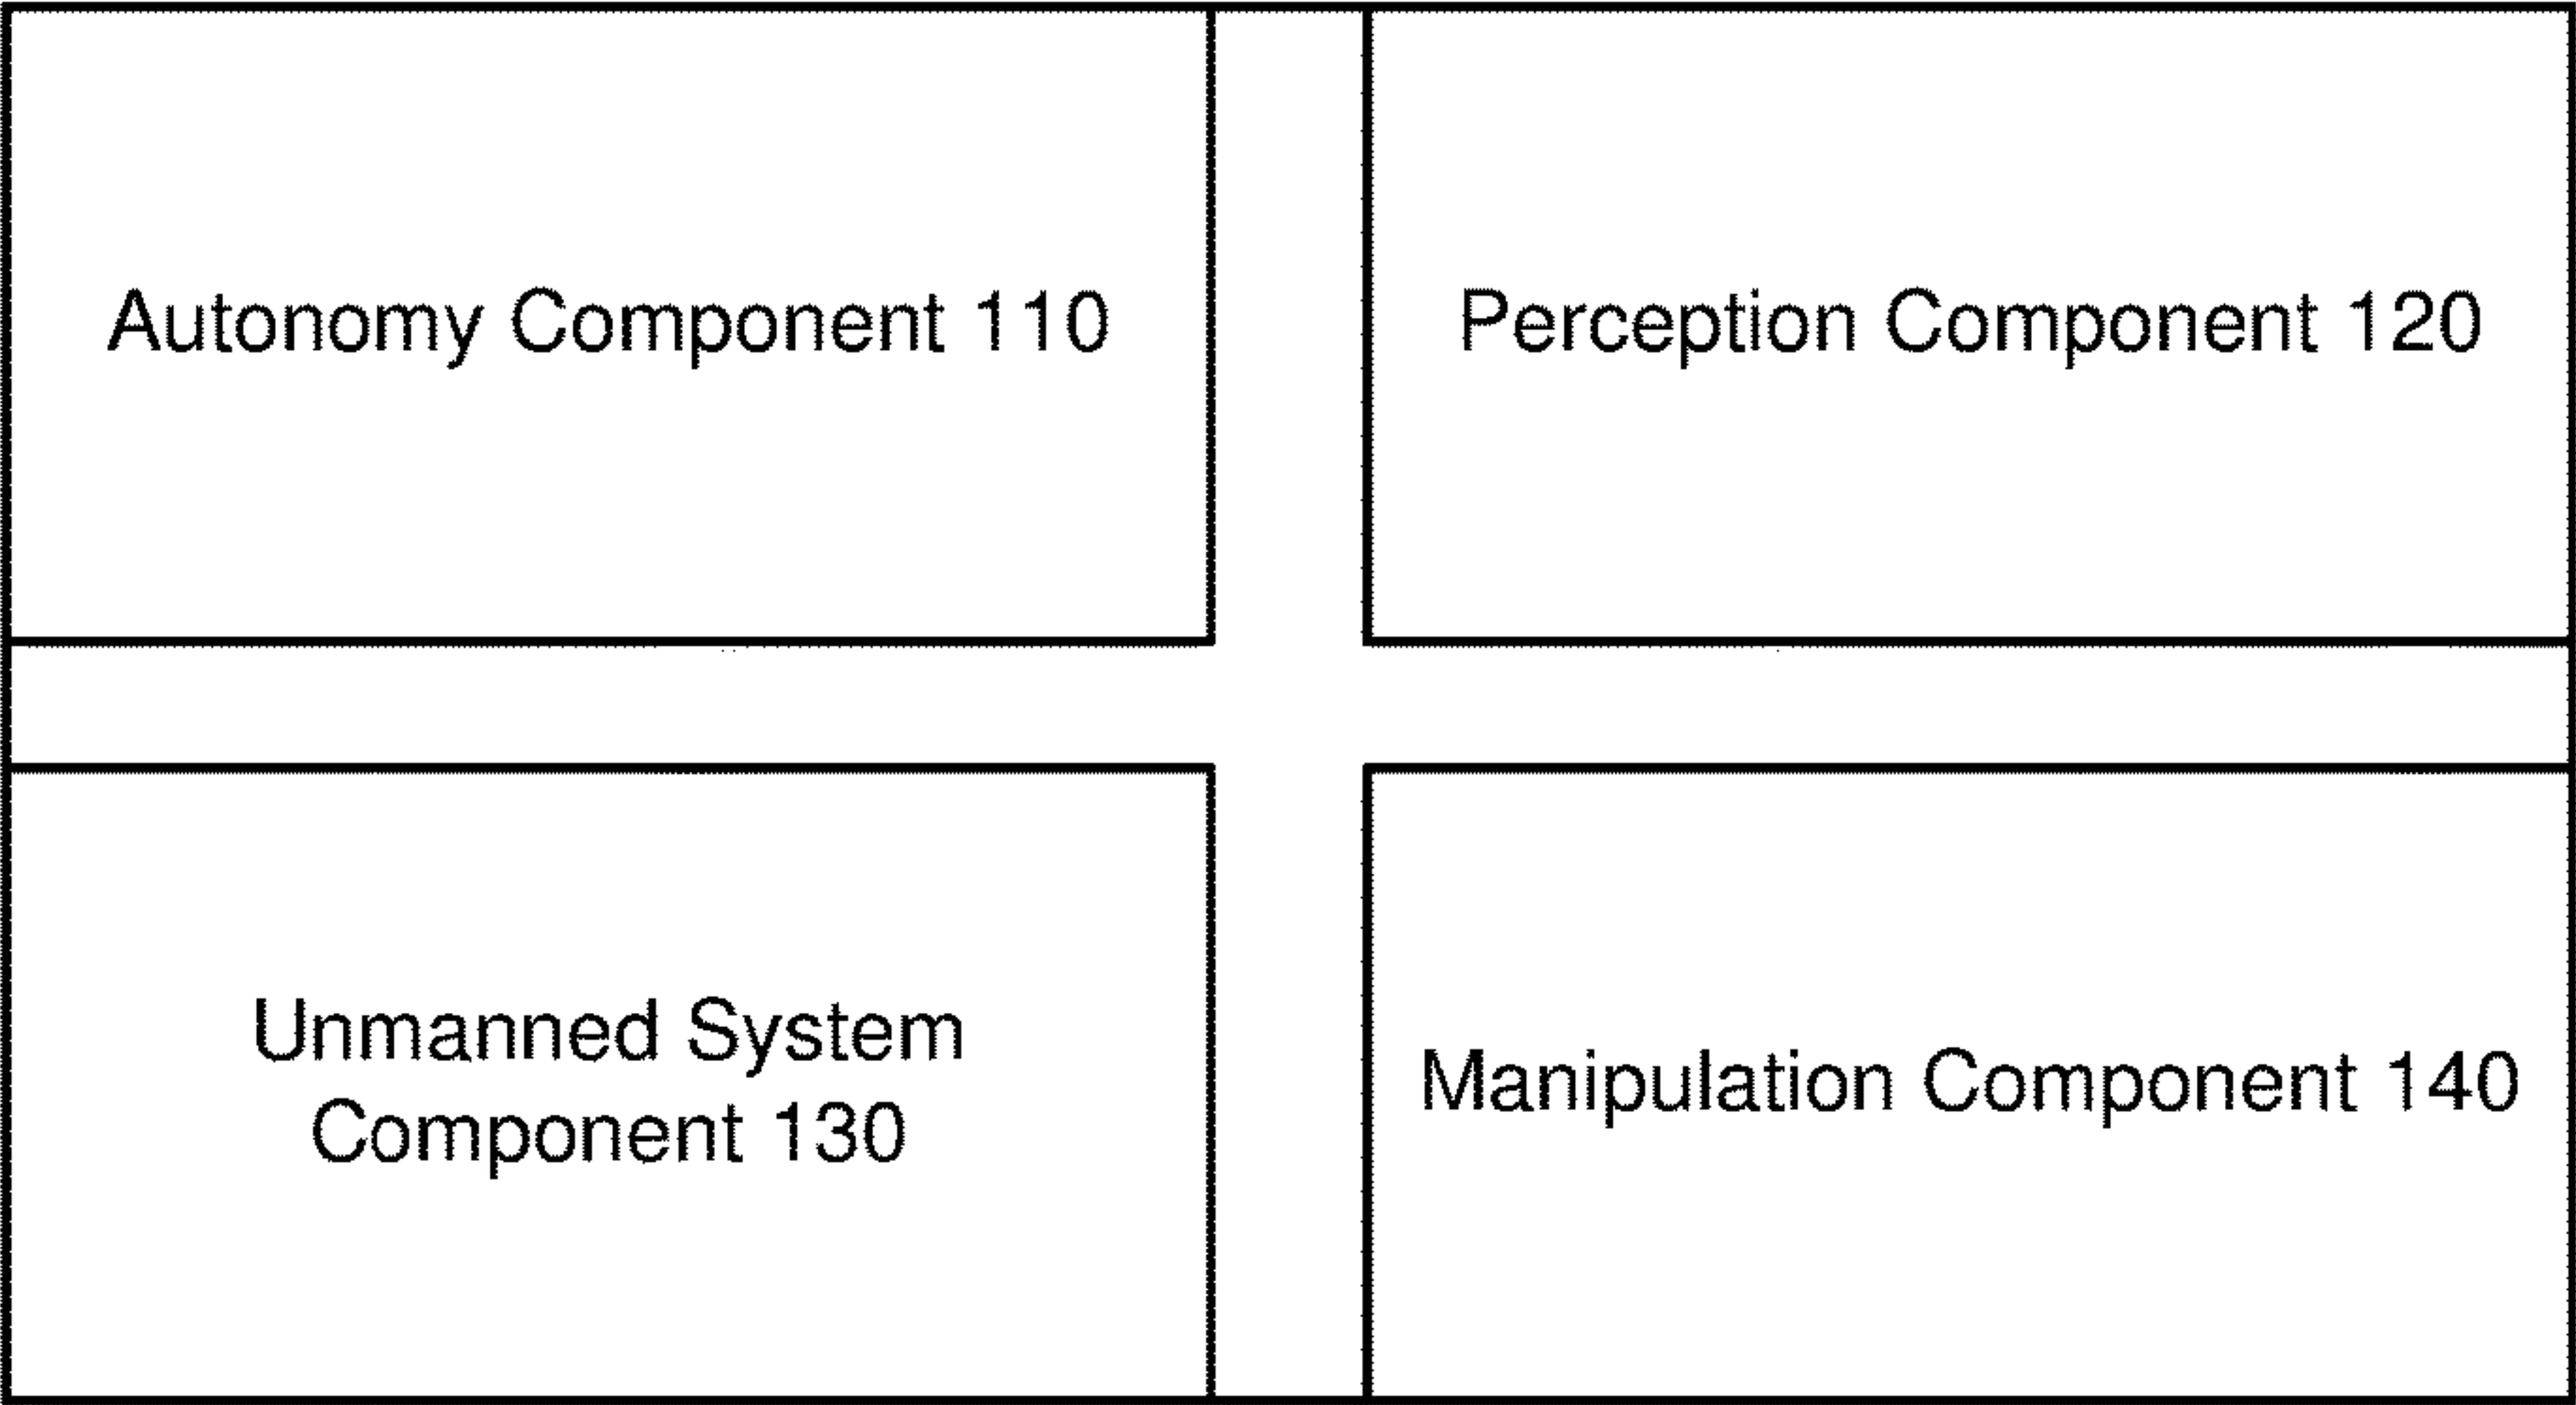 Autonomy Component 110
Perception Component 120
Unmanned System
Component 130
Manipulation Component 140